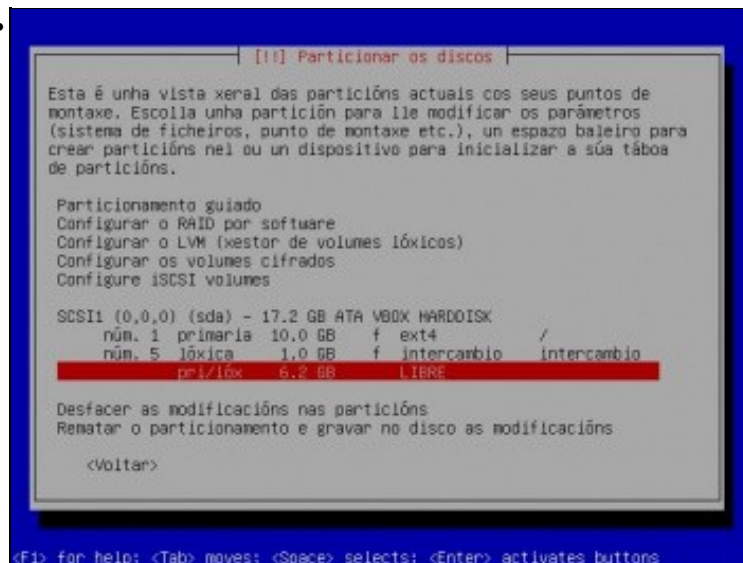 [!!] Particionar os discos
Esta é unha vista xeral das particións actuais cos seus puntos de
montaxe. Escolla unha partición para lle modificar os parámetros
(sistema de ficheiros, punto de montaxe etc.), un espazo baleiro para
crear particións nel ou un dispositivo para inicializar a súa táboa
de particións.
Particionamento guiado
Configurar o RAID por software
Configurar o LVM (xestor de volumes lóxicos)
Configurar os volumes cifrados
Configure iSCSI volumes
SCSI1 (0,0,0) (sda) - 17.2 GB ATA VBOX HARDDISK
núm. 1 primaria 10.0 GB f ext4 /
núm. 5 lóxica 1.0 GB f intercambio intercambio
pri/lóx 6.2 GB LIBRE
Desfacer as modificacións nas particións
Rematar o particionamento e gravar no disco as modificacións
<Voltar>
<F1> for help; <Tab> moves; <Space> selects; <Enter> activates buttons